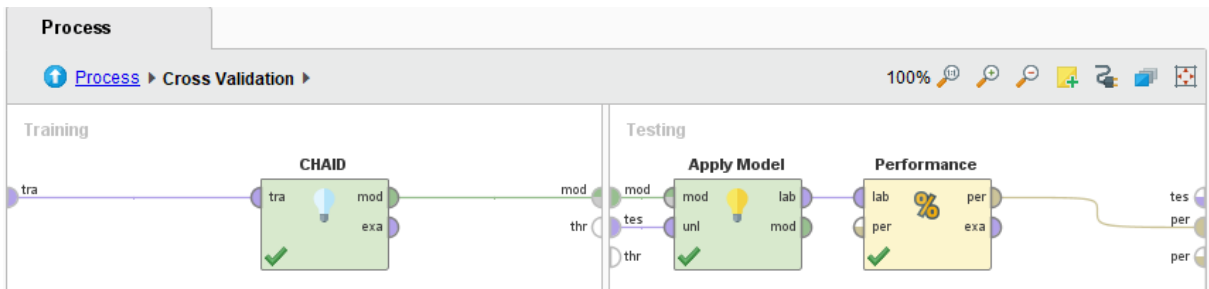 Process
Process ▸ Cross Validation ▸
100%
Training
Testing
CHAID
Apply Model
Performance
tra
tra
mod
exa
mod
thr
mod
tes
thr
mod
unl
lab
mod
lab
per
%
per
exa
tes
per
per